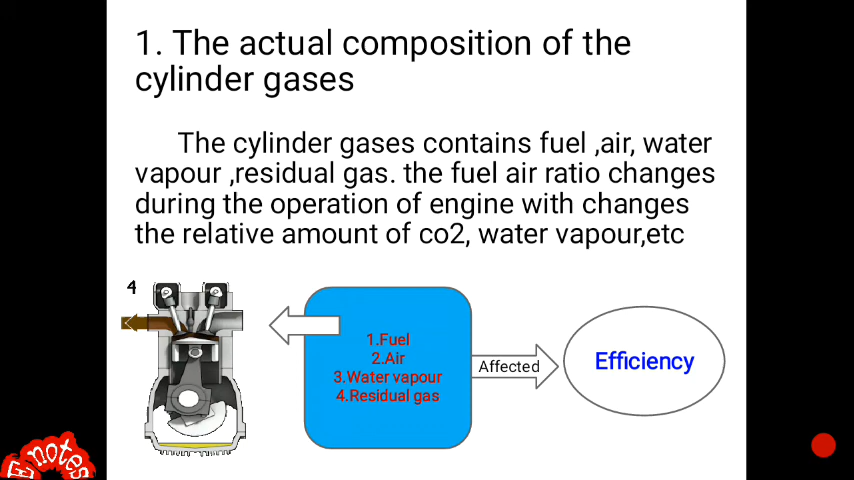 1. The actual composition of the
cylinder gases
The cylinder gases contains fuel ,air, water
vapour ,residual gas. the fuel air ratio changes
during the operation of engine with changes
the relative amount of co2, water vapour,etc
4
1.Fuel
2.Air
3.Water vapour
4.Residual gas
Affected
Efficiency
E notes